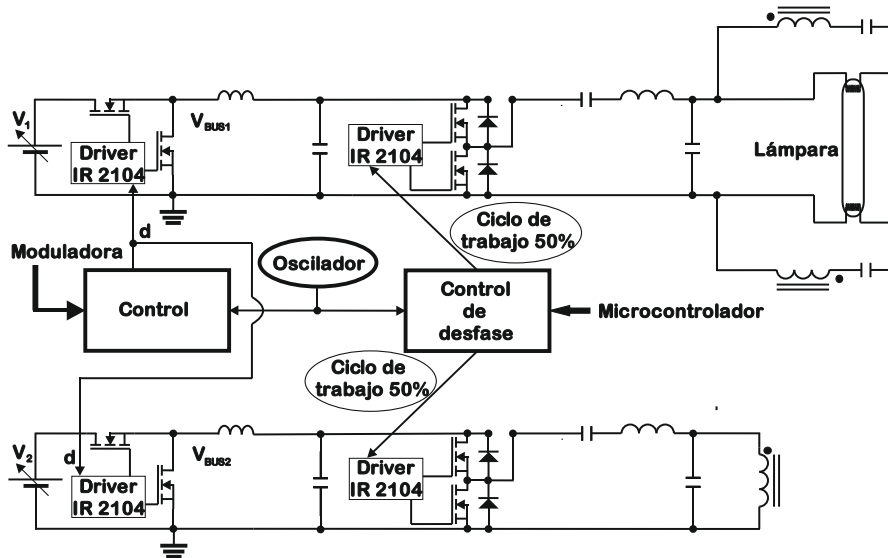 V1
VBUS1
Driver
IR 2104
Driver
IR 2104
Lámpara
d
Ciclo de
trabajo 50%
Moduladora
Oscilador
Control
Control
de
desfase
Microcontrolador
Ciclo de
trabajo 50%
V2
d
VBUS2
Driver
IR 2104
Driver
IR 2104